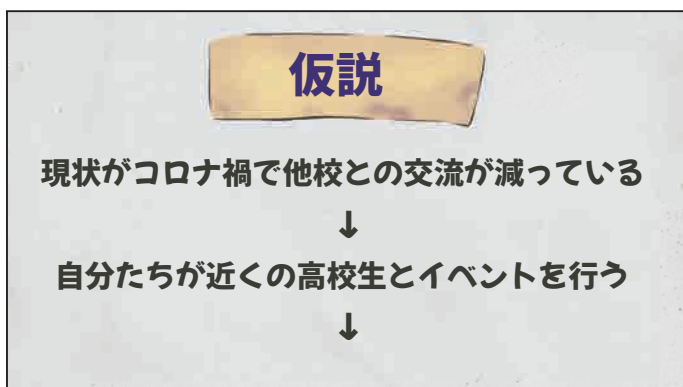 仮説
現状がコロナ禍で他校との交流が減っている
↓
自分たちが近くの高校生とイベントを行う
↓